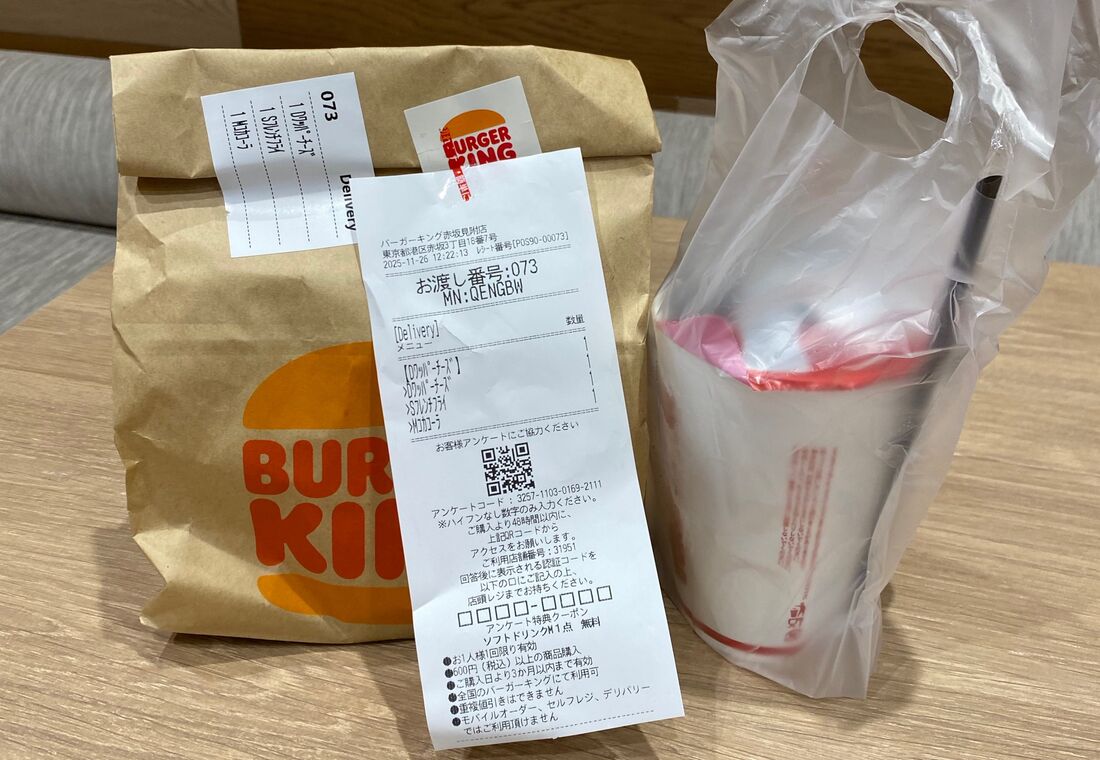 073
1 Dワッパーチーズ
1 Sフレンチフライ
1 Mコカコーラ
Delivery
BURGER
KING
バーガーキング赤坂見附店
東京都港区赤坂3丁目16番7号
2025-11-26 12:22:13 レシート番号[POS90-00073]
お渡し番号:073
MN:QENGBW
[Delivery]
メニュー 数量
【Dワッパーチーズ】 1
>Dワッパーチーズ 1
>Sフレンチフライ 1
>Mコカコーラ 1
お客様アンケートにご協力ください
アンケートコード : 3257-1103-0169-2111
※ハイフンなし数字のみ入力ください。
ご購入より48時間以内に、
上記QRコードから
アクセスをお願いします。
ご利用店舗番号:31951
回答後に表示される認証コードを
以下の口にご記入の上、
店頭レジまでお持ちください。
□□□□-□□□□
アンケート特典クーポン
ソフトドリンクM1点 無料
●お1人様1回限り有効
●600円(税込)以上の商品購入
●ご購入日より3か月以内まで有効
●全国のバーガーキングにて利用可
●重複値引きはできません
●モバイルオーダー、セルフレジ、デリバリー
ではご利用頂けません
BUR
KIN